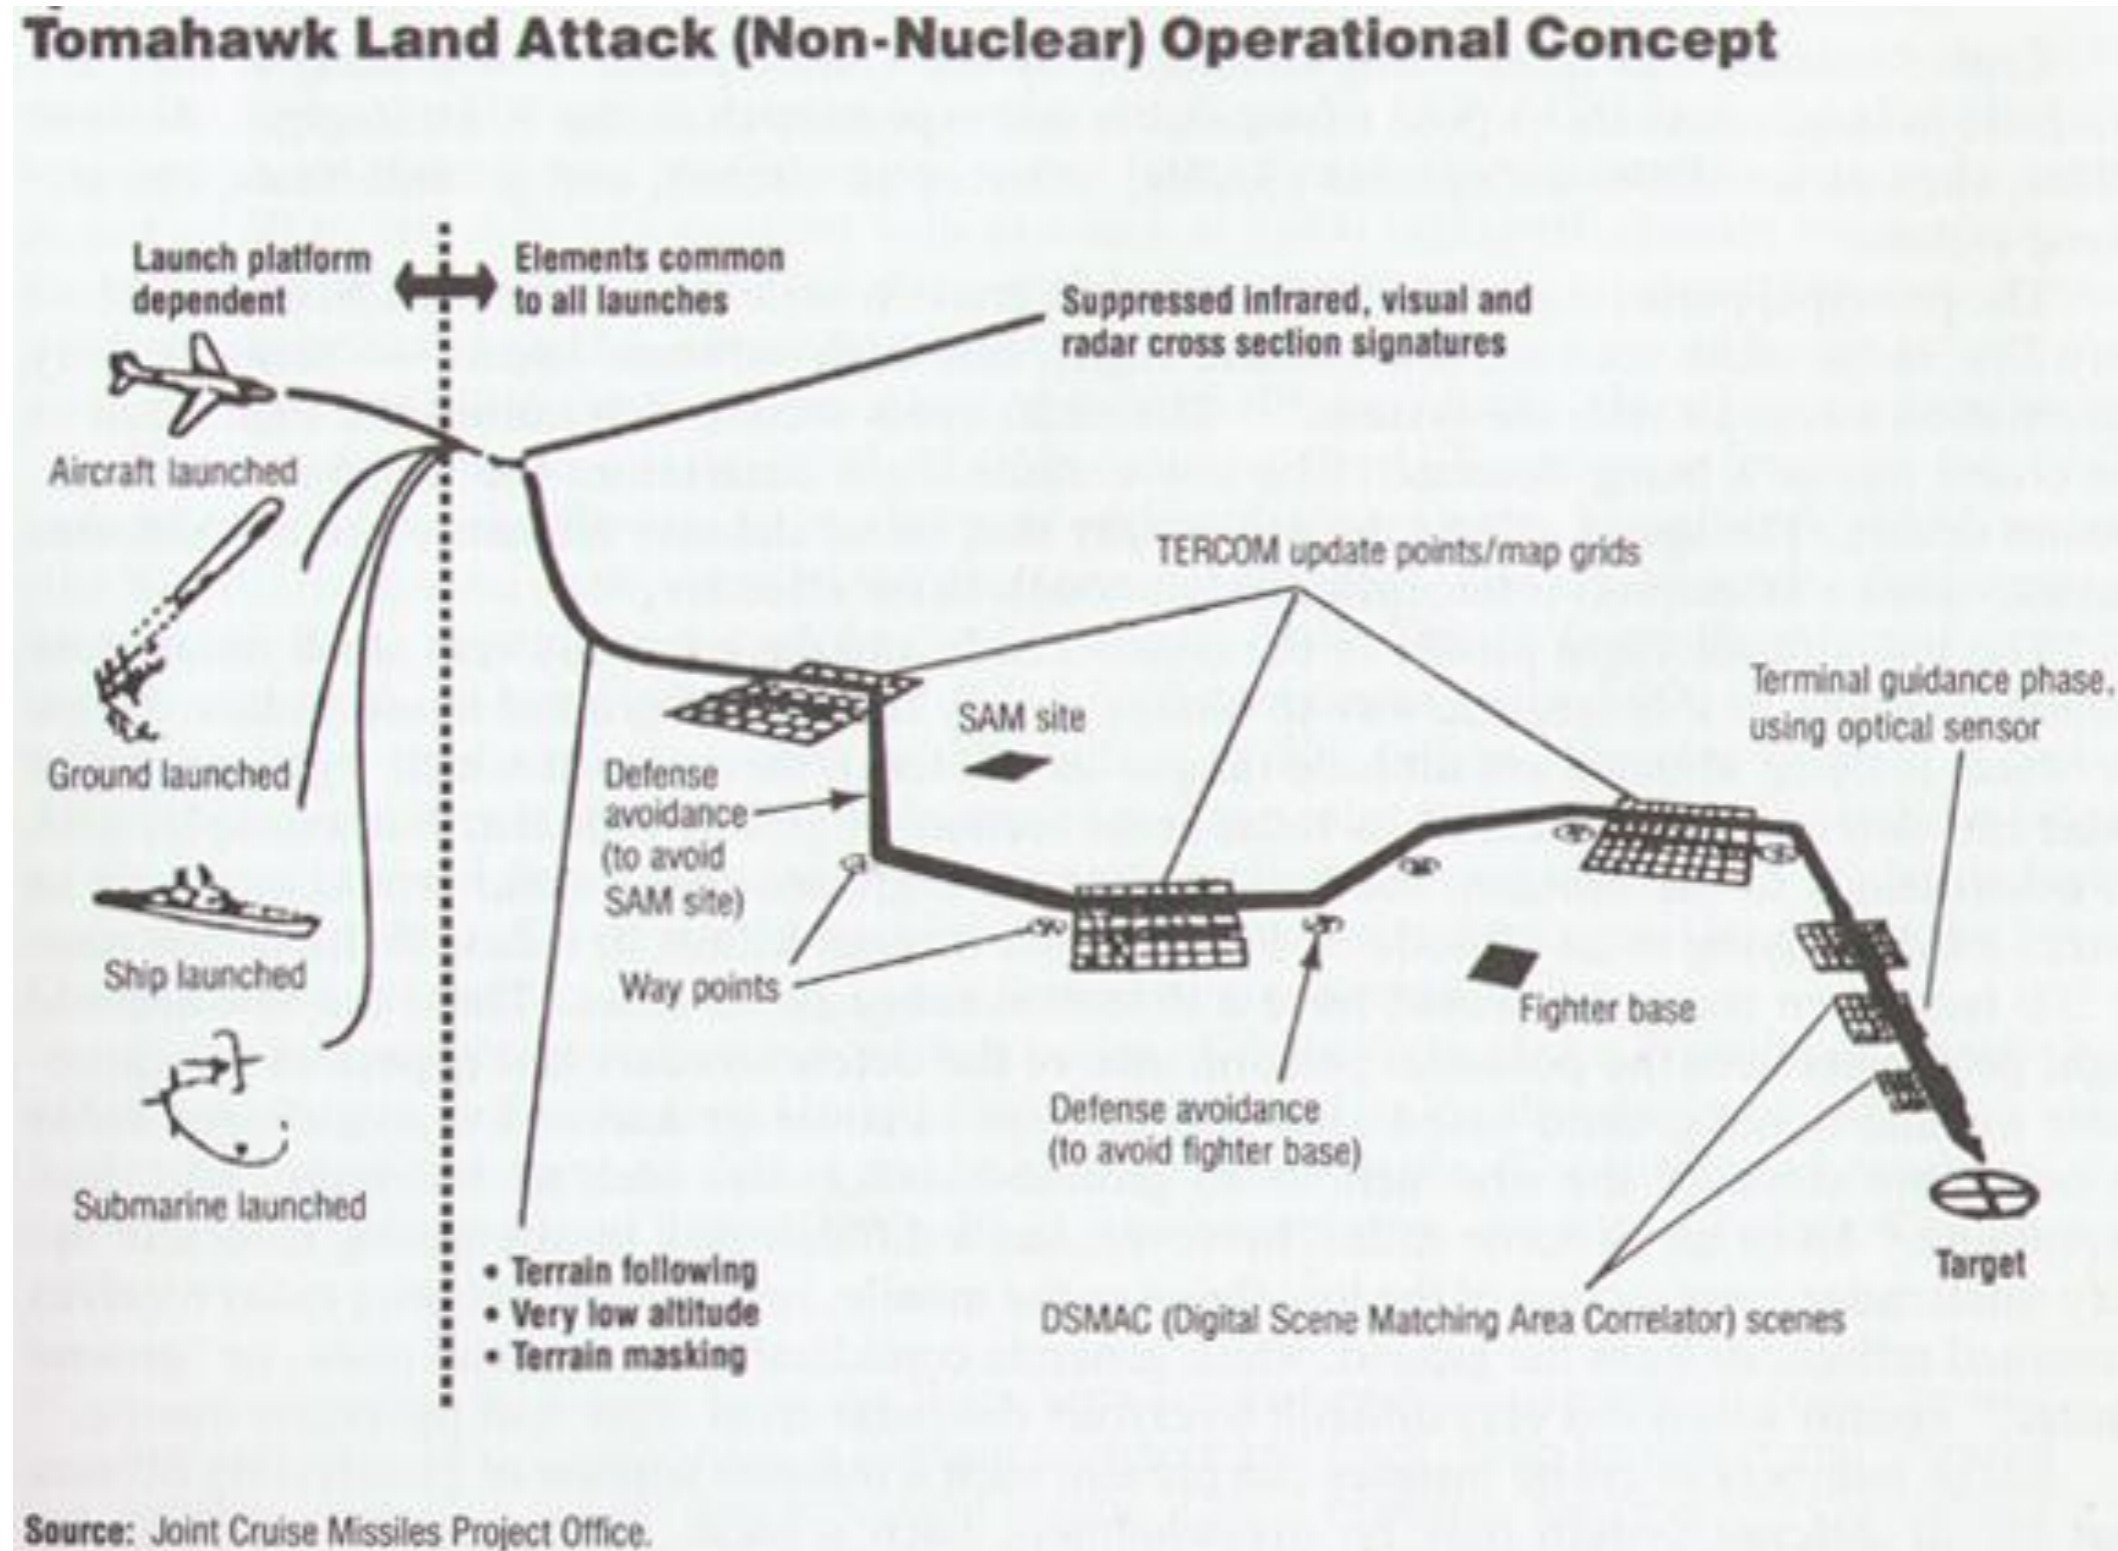 Tomahawk Land Attack (Non-Nuclear) Operational Concept
Launch platform
dependent
Elements common
to all launches
Suppressed infrared, visual and
radar cross section signatures
Aircraft launched
TERCOM update points/map grids
Terminal guidance phase,
using optical sensor
SAM site
Ground launched
Defense
avoidance
(to avoid
SAM site)
Way points
Ship launched
Fighter base
Defense avoidance
(to avoid fighter base)
Submarine launched
• Terrain following
• Very low altitude
• Terrain masking
Target
DSMAC (Digital Scene Matching Area Correlator) scenes
Source: Joint Cruise Missiles Project Office.